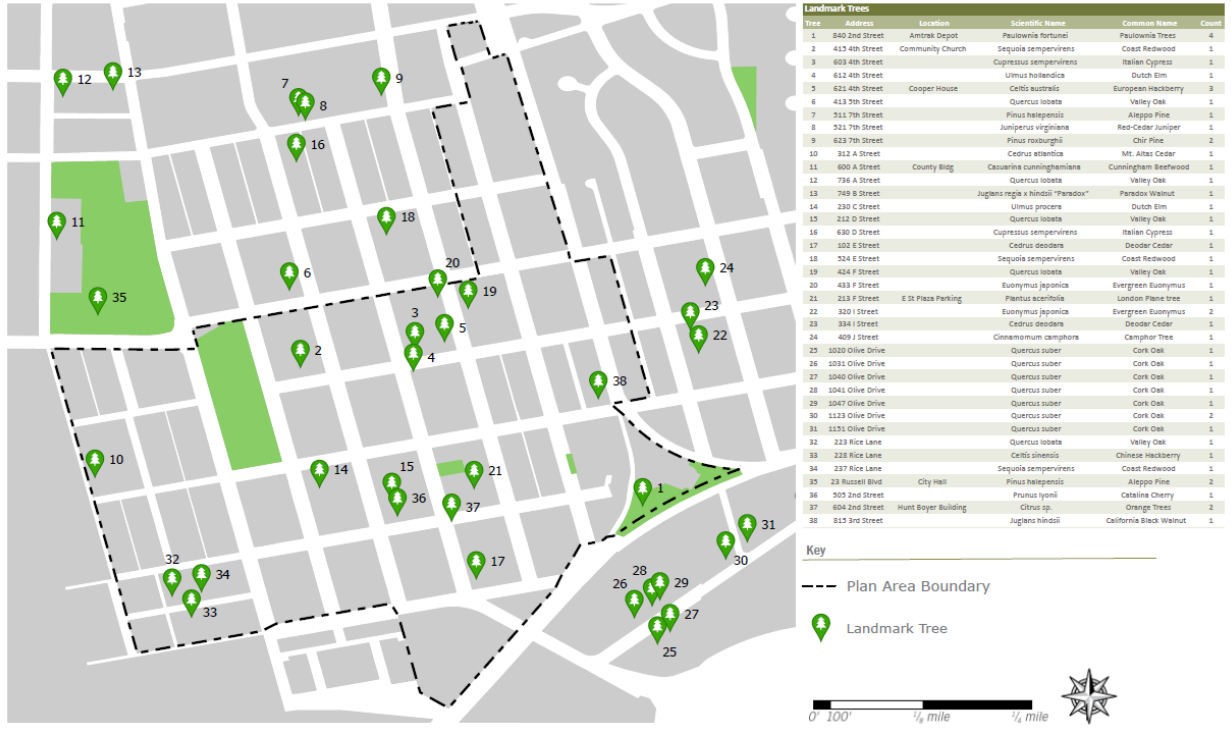 Landmark Trees
Tree Address Location Scientific Name Common Name Count
1 840 2nd Street Amtrak Depot Paulownia fortunei Paulownia Trees 4
2 415 4th Street Community Church Sequoia sempervirens Coast Redwood 1
3 603 4th Street Cupressus sempervirens Italian Cypress 1
4 612 4th Street Ulmus hollandica Dutch Elm 1
5 621 4th Street Cooper House Celtis australis European Hackberry 3
6 413 5th Street Quercus lobata Valley Oak 1
7 511 7th Street Pinus halepensis Aleppo Pine 1
8 521 7th Street Juniperus virginiana Red-Cedar Juniper 1
9 623 7th Street Pinus roxburghii Chir Pine 2
10 312 A Street Cedrus atlantica Mt. Altas Cedar 1
11 600 A Street County Bldg Casuarina cunninghamiana Cunningham Beefwood 1
12 736 A Street Quercus lobata Valley Oak 1
13 749 B Street Juglans regia x hindsii "Paradox" Paradox Walnut 1
14 230 C Street Ulmus procera Dutch Elm 1
15 212 D Street Quercus lobata Valley Oak 1
16 630 D Street Cupressus sempervirens Italian Cypress 1
17 102 E Street Cedrus deodara Deodar Cedar 1
18 524 E Street Sequoia sempervirens Coast Redwood 1
19 424 F Street Quercus lobata Valley Oak 1
20 433 F Street Euonymus japonica Evergreen Euonymus 1
21 213 F Street E St Plaza Parking Plantus acerifolia London Plane tree 1
22 320 I Street Euonymus japonica Evergreen Euonymus 2
23 334 I Street Cedrus deodara Deodar Cedar 1
24 409 J Street Cinnamomum camphora Camphor Tree 1
25 1020 Olive Drive Quercus suber Cork Oak 1
26 1031 Olive Drive Quercus suber Cork Oak 1
27 1040 Olive Drive Quercus suber Cork Oak 1
28 1041 Olive Drive Quercus suber Cork Oak 1
29 1047 Olive Drive Quercus suber Cork Oak 1
30 1123 Olive Drive Quercus suber Cork Oak 2
31 1151 Olive Drive Quercus suber Cork Oak 1
32 223 Rice Lane Quercus lobata Valley Oak 1
33 228 Rice Lane Celtis sinensis Chinese Hackberry 1
34 237 Rice Lane Sequoia sempervirens Coast Redwood 1
35 23 Russell Blvd City Hall Pinus halepensis Aleppo Pine 2
36 505 2nd Street Prunus lyonii Catalina Cherry 1
37 604 2nd Street Hunt Boyer Building Citrus sp. Orange Trees 2
38 815 3rd Street Juglans hindsii California Black Walnut 1
Key
Plan Area Boundary
Landmark Tree
0' 100' 1/8 mile 1/4 mile
12
13
7
8
9
16
11
18
6
20
24
35
19
23
3
5
2
4
22
38
10
14
15
21
36
1
37
31
30
17
32
34
28
26
29
33
27
25